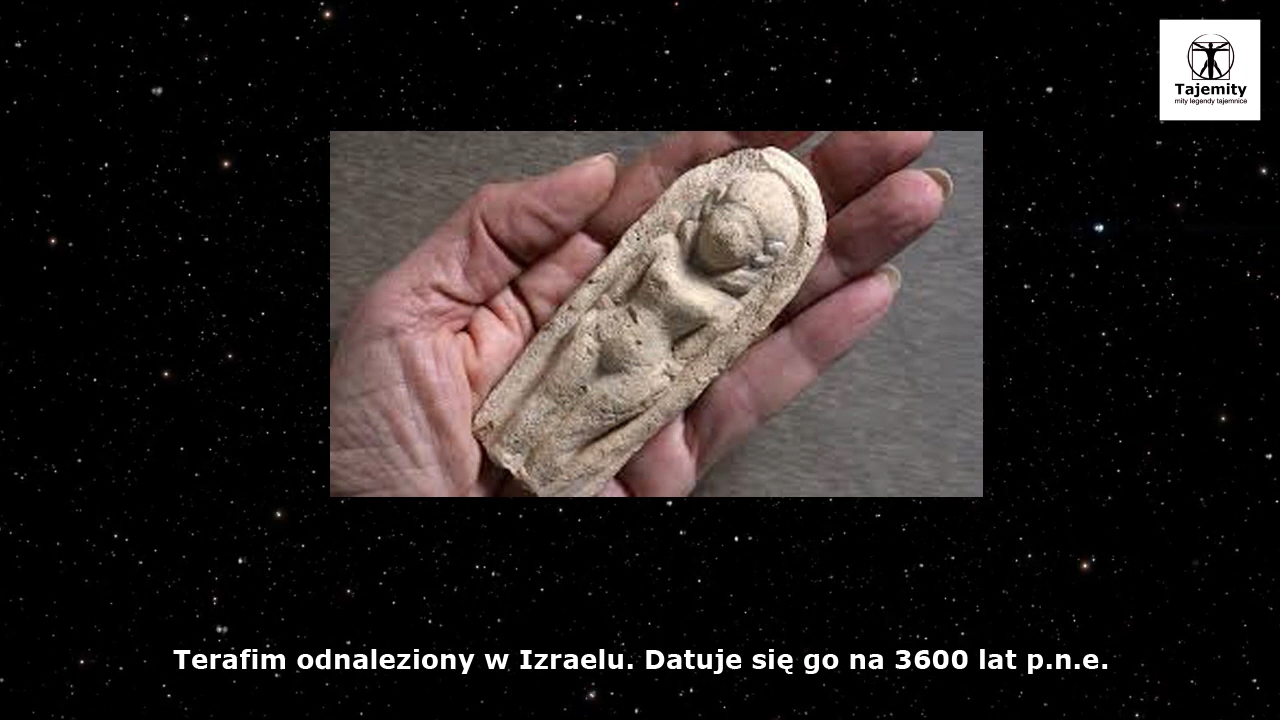 Tajemity
mity legendy tajemnice
Terafim odnaleziony w Izraelu. Datuje się go na 3600 lat p.n.e.